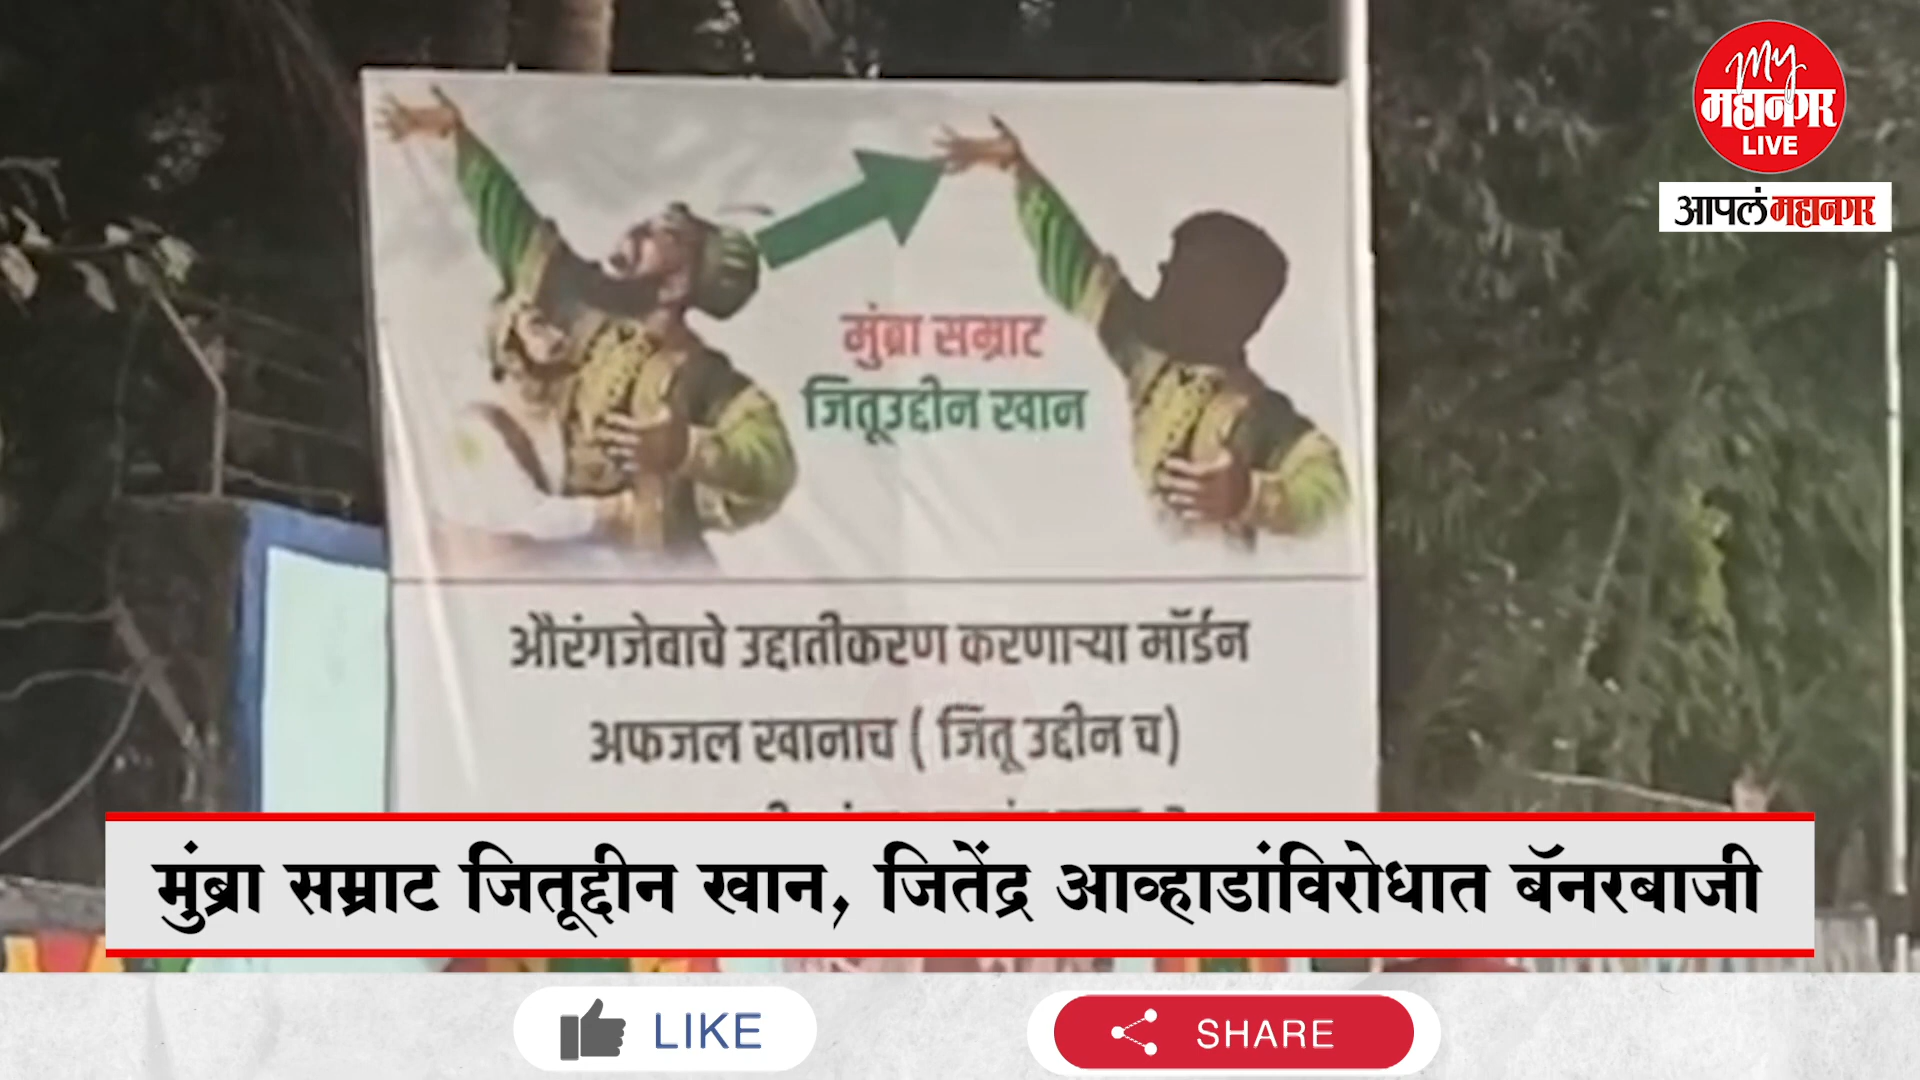 My
महानगर
LIVE
आपलं महानगर
मुंब्रा सम्राट
जितूउद्दीन खान
औरंगजेबाचे उद्दातीकरण करणाऱ्या मॉर्डन
अफजल खानाच ( जितू उद्दीन च)
मुंब्रा सम्राट जितूद्दीन खान, जितेंद्र आव्हाडांविरोधात बॅनरबाजी
LIKE
SHARE